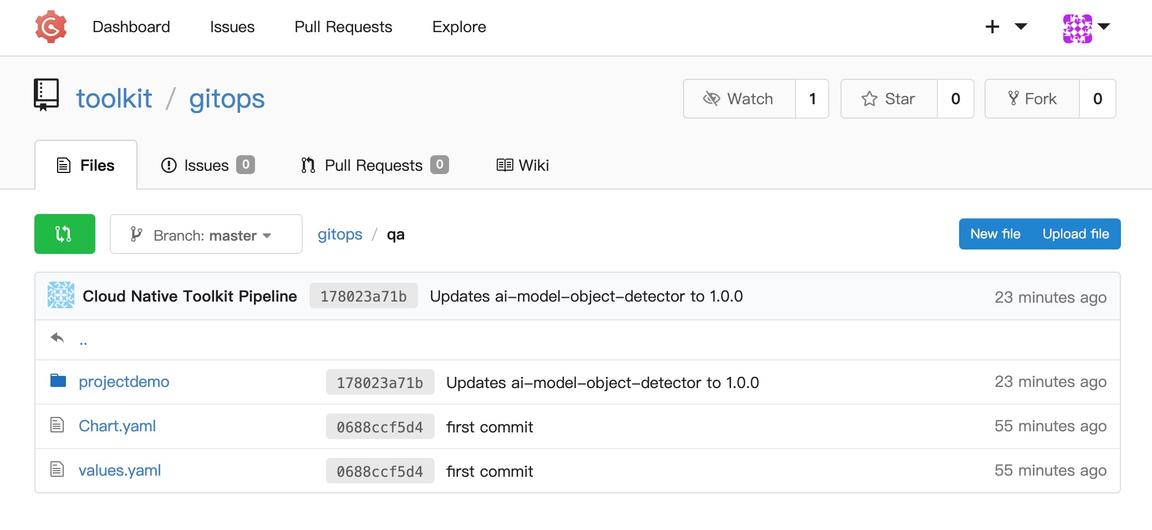 Dashboard Issues Pull Requests Explore
toolkit / gitops Watch 1 Star 0 Fork 0
Files Issues 0 Pull Requests 0 Wiki
Branch: master gitops / qa New file Upload file
Cloud Native Toolkit Pipeline 178023a71b Updates ai-model-object-detector to 1.0.0 23 minutes ago
..
projectdemo 178023a71b Updates ai-model-object-detector to 1.0.0 23 minutes ago
Chart.yaml 0688ccf5d4 first commit 55 minutes ago
values.yaml 0688ccf5d4 first commit 55 minutes ago